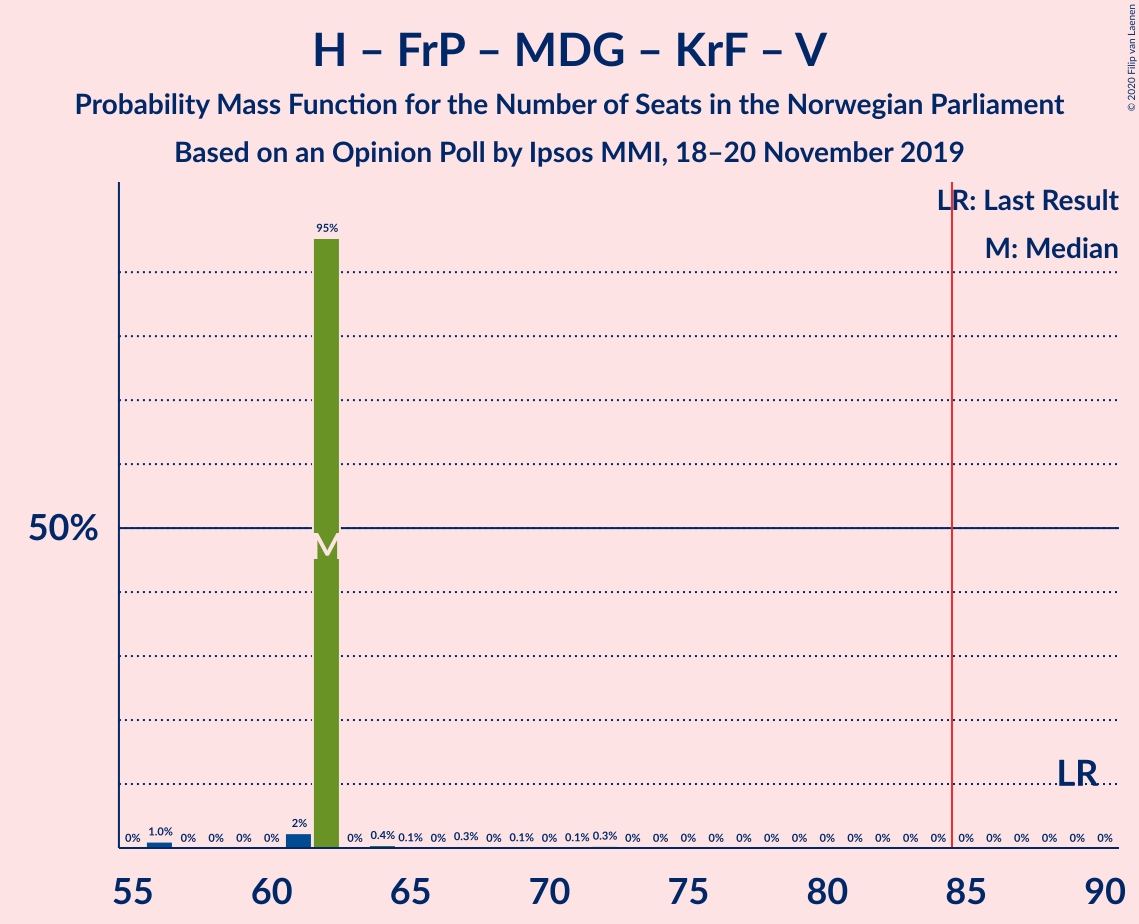 H – FrP – MDG – KrF – V
Probability Mass Function for the Number of Seats in the Norwegian Parliament
Based on an Opinion Poll by Ipsos MMI, 18–20 November 2019
© 2020 Filip van Laenen
LR: Last Result
M: Median
95%
50%
M
LR
0% 1.0% 0% 0% 0% 0% 2% 0% 0.4% 0.1% 0% 0.3% 0% 0.1% 0% 0.1% 0.3% 0% 0% 0% 0% 0% 0% 0% 0% 0% 0% 0% 0% 0% 0% 0% 0% 0% 0%
55 60 65 70 75 80 85 90